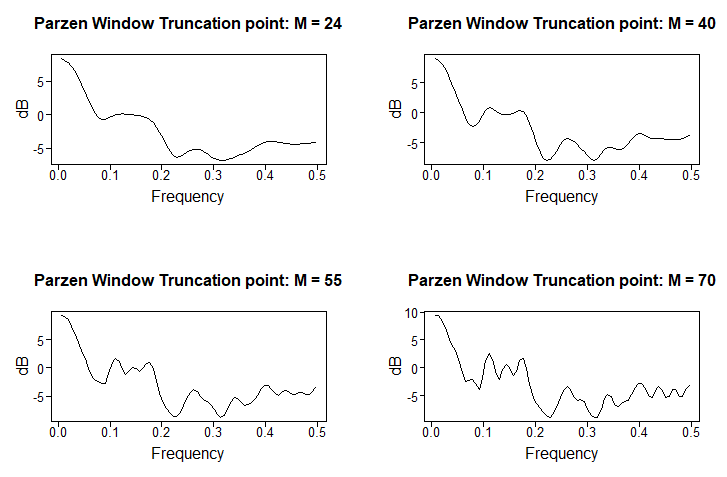 Parzen Window Truncation point: M = 24
5
0
-5
dB
0.0 0.1 0.2 0.3 0.4 0.5
Frequency
Parzen Window Truncation point: M = 40
5
0
-5
dB
0.0 0.1 0.2 0.3 0.4 0.5
Frequency
Parzen Window Truncation point: M = 55
5
0
-5
dB
0.0 0.1 0.2 0.3 0.4 0.5
Frequency
Parzen Window Truncation point: M = 70
10
5
0
-5
dB
0.0 0.1 0.2 0.3 0.4 0.5
Frequency